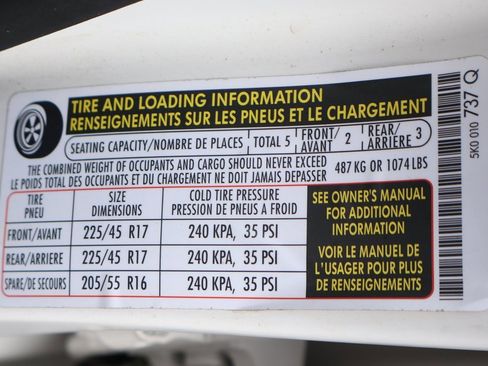 TIRE AND LOADING INFORMATION
RENSEIGNEMENTS SUR LES PNEUS ET LE CHARGEMENT
SEATING CAPACITY/NOMBRE DE PLACES TOTAL 5 FRONT/AVANT 2 REAR/ARRIERE 3
THE COMBINED WEIGHT OF OCCUPANTS AND CARGO SHOULD NEVER EXCEED
LE POIDS TOTAL DES OCCUPANTS ET DU CHARGEMENT NE DOIT JAMAIS DEPASSER
487 KG OR 1074 LBS
TIRE
PNEU
SIZE
DIMENSIONS
COLD TIRE PRESSURE
PRESSION DE PNEUS A FROID
FRONT/AVANT 225/45 R17 240 KPA, 35 PSI
REAR/ARRIERE 225/45 R17 240 KPA, 35 PSI
SPARE/DE SECOURS 205/55 R16 240 KPA, 35 PSI
SEE OWNER'S MANUAL
FOR ADDITIONAL
INFORMATION
VOIR LE MANUEL DE
L'USAGER POUR PLUS
DE RENSEIGNEMENTS
5K0 010 737 Q